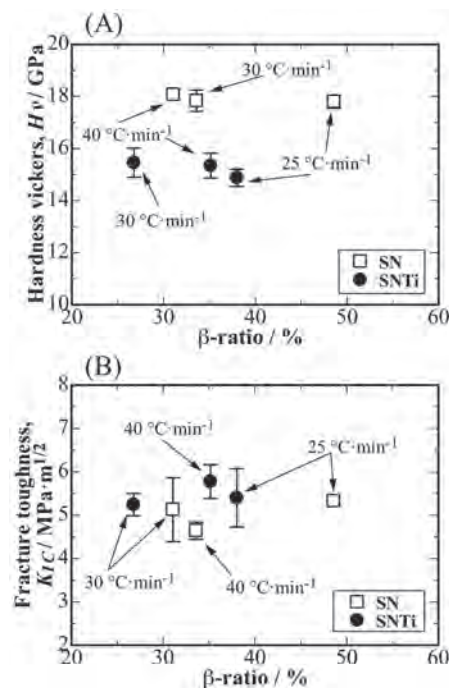 (A)
Hardness vickers, Hv / GPa
20
18
16
14
12
10
30 °C·min⁻¹
40 °C·min⁻¹
25 °C·min⁻¹
30 °C·min⁻¹
SN
SNTi
20 30 40 50 60
β-ratio / %
(B)
Fracture toughness,
K_IC / MPa·m^1/2
8
7
6
5
4
3
2
40 °C·min⁻¹
25 °C·min⁻¹
30 °C·min⁻¹
40 °C·min⁻¹
SN
SNTi
20 30 40 50 60
β-ratio / %